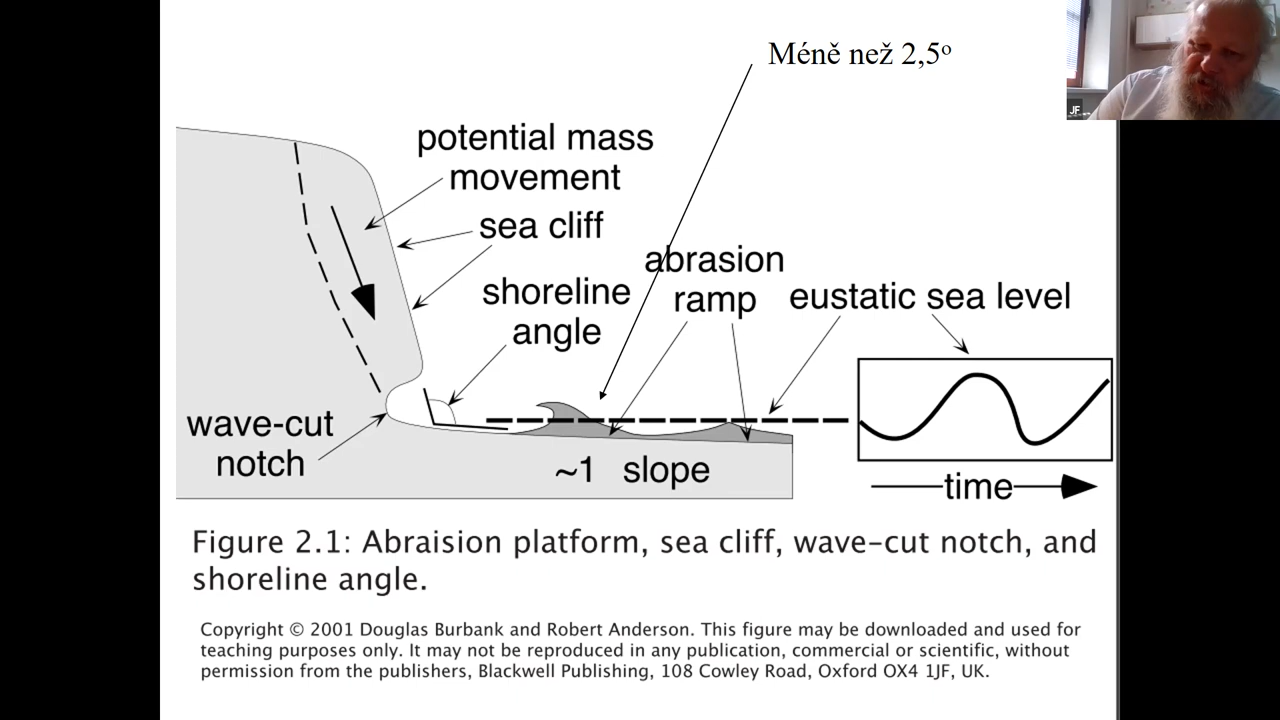 Méně než 2,5º
JF
potential mass
movement
sea cliff
shoreline
angle
abrasion
ramp
eustatic sea level
wave-cut
notch
~1 slope
time
Figure 2.1: Abraision platform, sea cliff, wave-cut notch, and
shoreline angle.
Copyright © 2001 Douglas Burbank and Robert Anderson. This figure may be downloaded and used for
teaching purposes only. It may not be reproduced in any publication, commercial or scientific, without
permission from the publishers, Blackwell Publishing, 108 Cowley Road, Oxford OX4 1JF, UK.